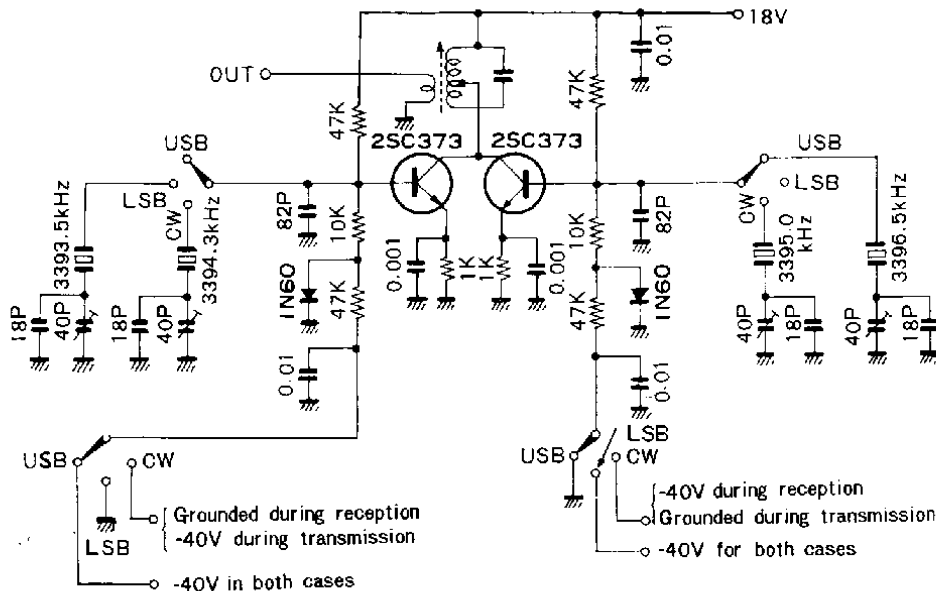 18V
0.01
OUT
47K
47K
2SC373
2SC373
USB
USB
LSB
LSB
CW
CW
3393.5kHz
3394.3kHz
82P
10K
10K
82P
3395.0 kHz
3396.5kHz
0.001
1K
1K
0.001
1N60
47K
47K
1N60
18P
40P
18P
40P
40P
18P
40P
18P
0.01
0.01
USB
CW
LSB
USB
LSB
CW
Grounded during reception
-40V during transmission
-40V during reception
Grounded during transmission
-40V for both cases
-40V in both cases